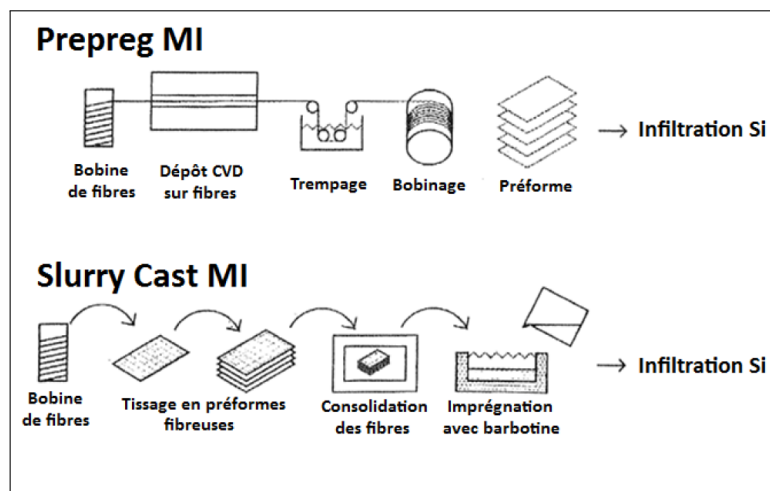 Prepreg MI
Bobine
de fibres
Dépôt CVD
sur fibres
Trempage
Bobinage
Préforme
→ Infiltration Si
Slurry Cast MI
Bobine
de fibres
Tissage en préformes
fibreuses
Consolidation
des fibres
Imprégnation
avec barbotine
→ Infiltration Si